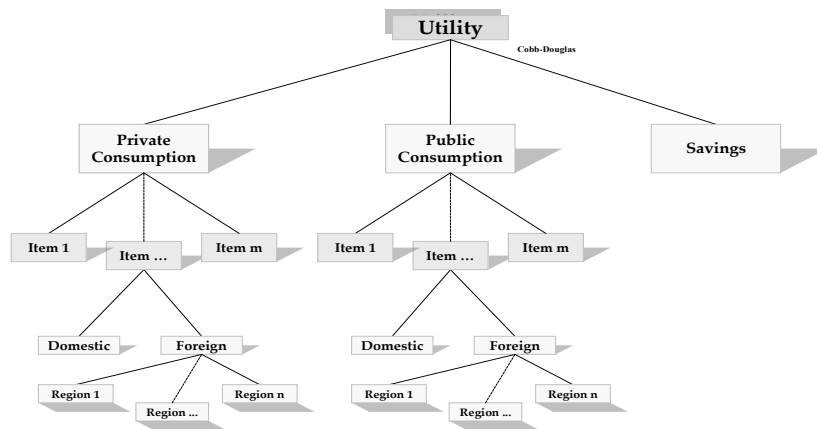 Utility
Cobb-Douglas
Private
Consumption
Public
Consumption
Savings
Item 1
Item …
Item m
Item 1
Item …
Item m
Domestic
Foreign
Domestic
Foreign
Region 1
Region ...
Region n
Region 1
Region ...
Region n